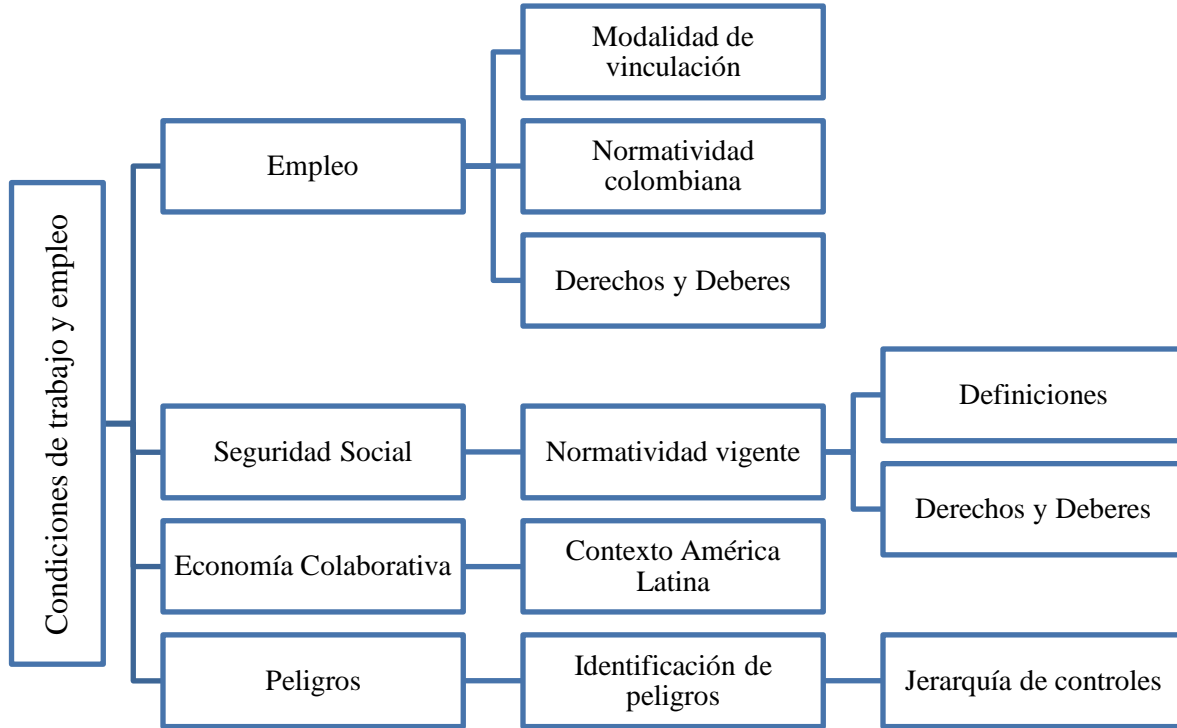 Condiciones de trabajo y empleo
Empleo
Modalidad de
vinculación
Normatividad
colombiana
Derechos y Deberes
Seguridad Social
Normatividad vigente
Definiciones
Derechos y Deberes
Economía Colaborativa
Contexto América
Latina
Peligros
Identificación de
peligros
Jerarquía de controles